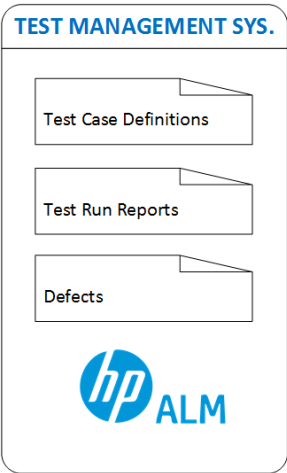 TEST MANAGEMENT SYS.
Test Case Definitions
Test Run Reports
Defects
hp
ALM